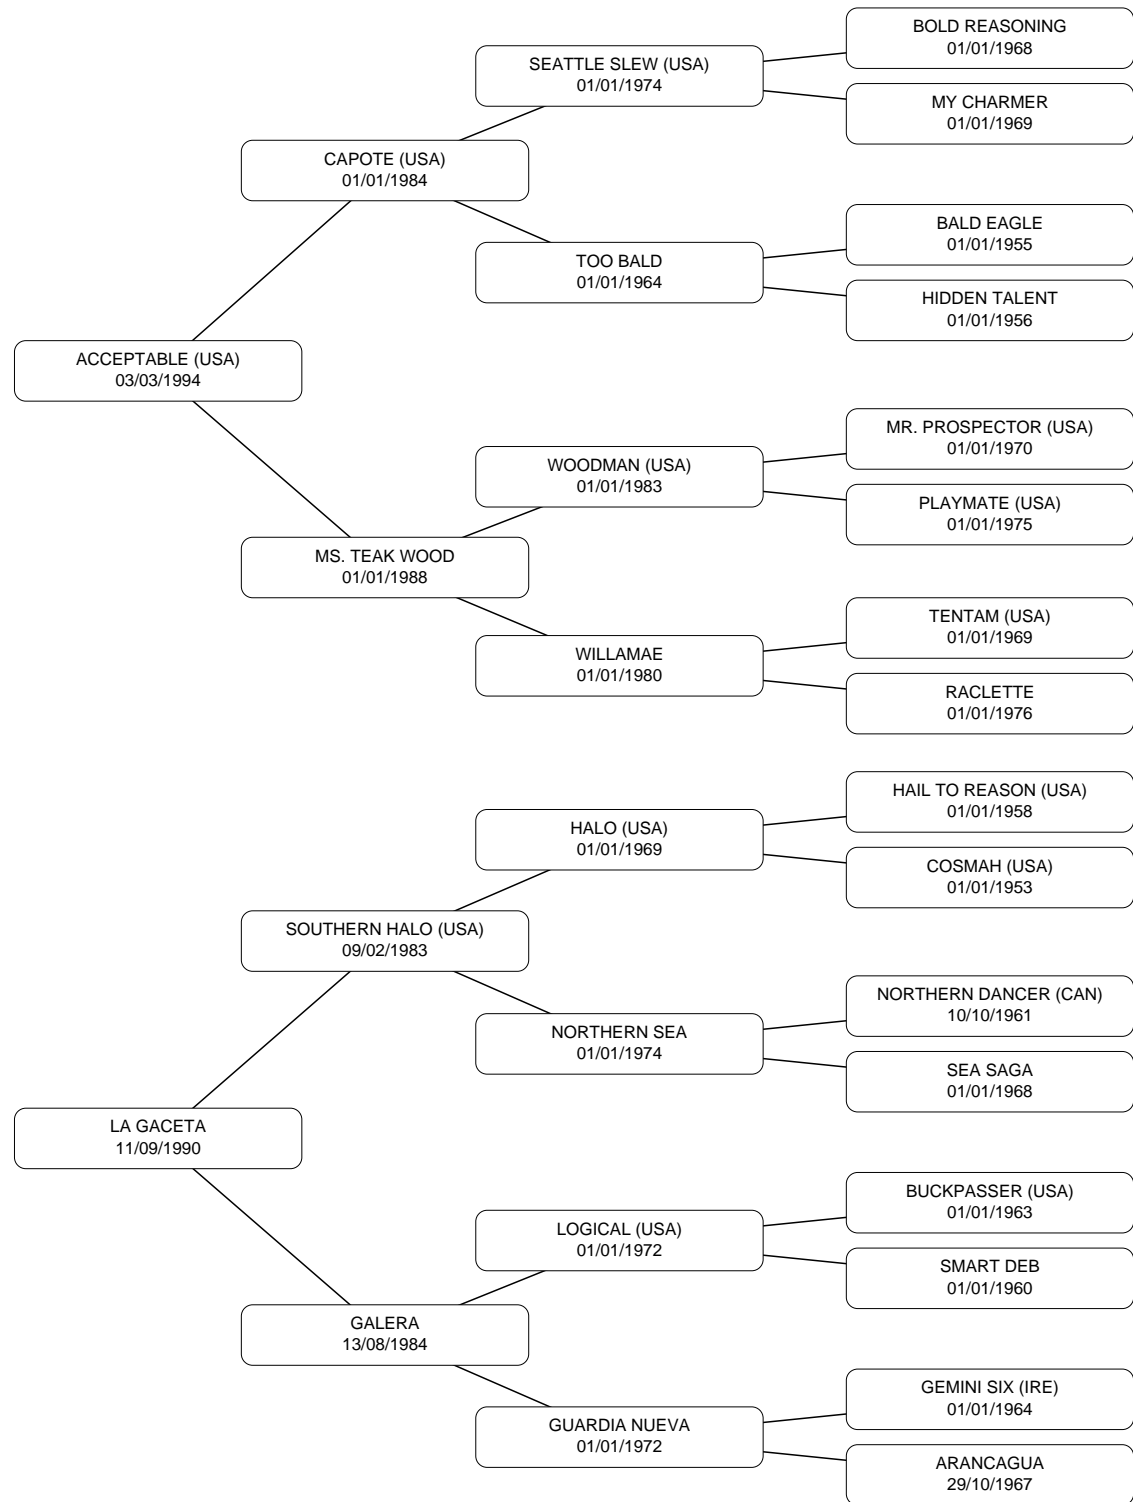 BOLD REASONING
01/01/1968
SEATTLE SLEW (USA)
01/01/1974
MY CHARMER
01/01/1969
CAPOTE (USA)
01/01/1984
BALD EAGLE
01/01/1955
TOO BALD
01/01/1964
HIDDEN TALENT
01/01/1956
ACCEPTABLE (USA)
03/03/1994
MR. PROSPECTOR (USA)
01/01/1970
WOODMAN (USA)
01/01/1983
PLAYMATE (USA)
01/01/1975
MS. TEAK WOOD
01/01/1988
TENTAM (USA)
01/01/1969
WILLAMAE
01/01/1980
RACLETTE
01/01/1976
HAIL TO REASON (USA)
01/01/1958
HALO (USA)
01/01/1969
COSMAH (USA)
01/01/1953
SOUTHERN HALO (USA)
09/02/1983
NORTHERN DANCER (CAN)
10/10/1961
NORTHERN SEA
01/01/1974
SEA SAGA
01/01/1968
LA GACETA
11/09/1990
BUCKPASSER (USA)
01/01/1963
LOGICAL (USA)
01/01/1972
SMART DEB
01/01/1960
GALERA
13/08/1984
GEMINI SIX (IRE)
01/01/1964
GUARDIA NUEVA
01/01/1972
ARANCAGUA
29/10/1967